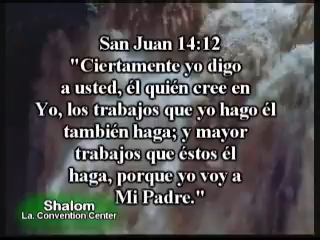 San Juan 14:12
"Ciertamente yo digo
a usted, él quién cree en
Yo, los trabajos que yo hago él
también haga; y mayor
trabajos que éstos él
haga, porque yo voy a
Mi Padre."
Shalom
La. Convention Center